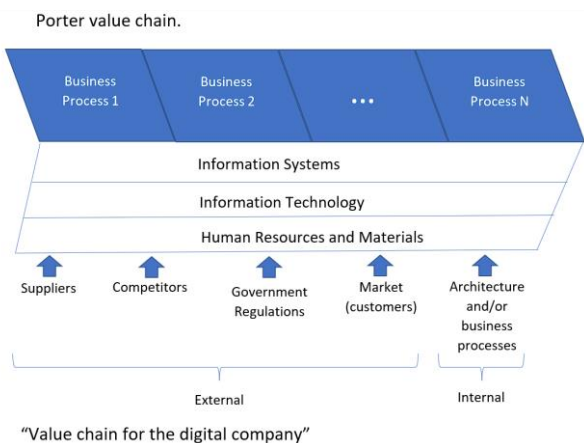 Porter value chain.
Business
Process 1
Business
Process 2
...
Business
Process N
Information Systems
Information Technology
Human Resources and Materials
Suppliers
Competitors
Government
Regulations
Market
(customers)
Architecture
and/or
business
processes
External
Internal
“Value chain for the digital company”